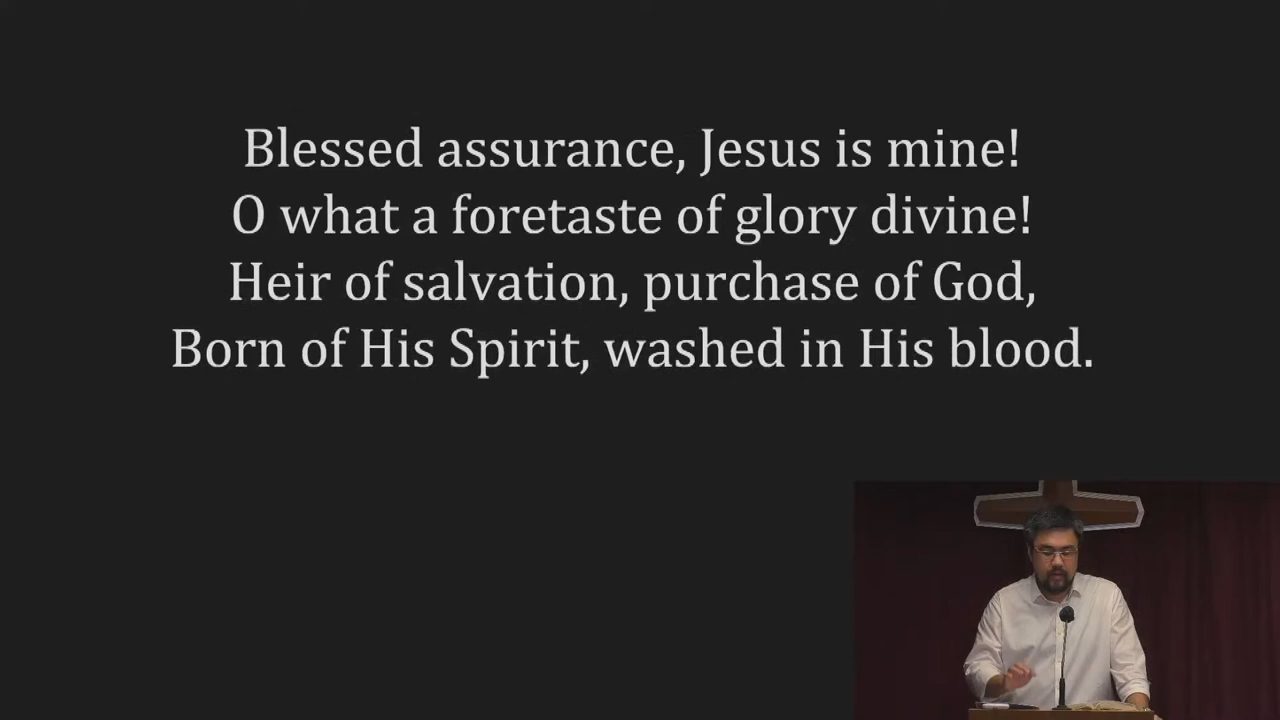 Blessed assurance, Jesus is mine!
O what a foretaste of glory divine!
Heir of salvation, purchase of God,
Born of His Spirit, washed in His blood.